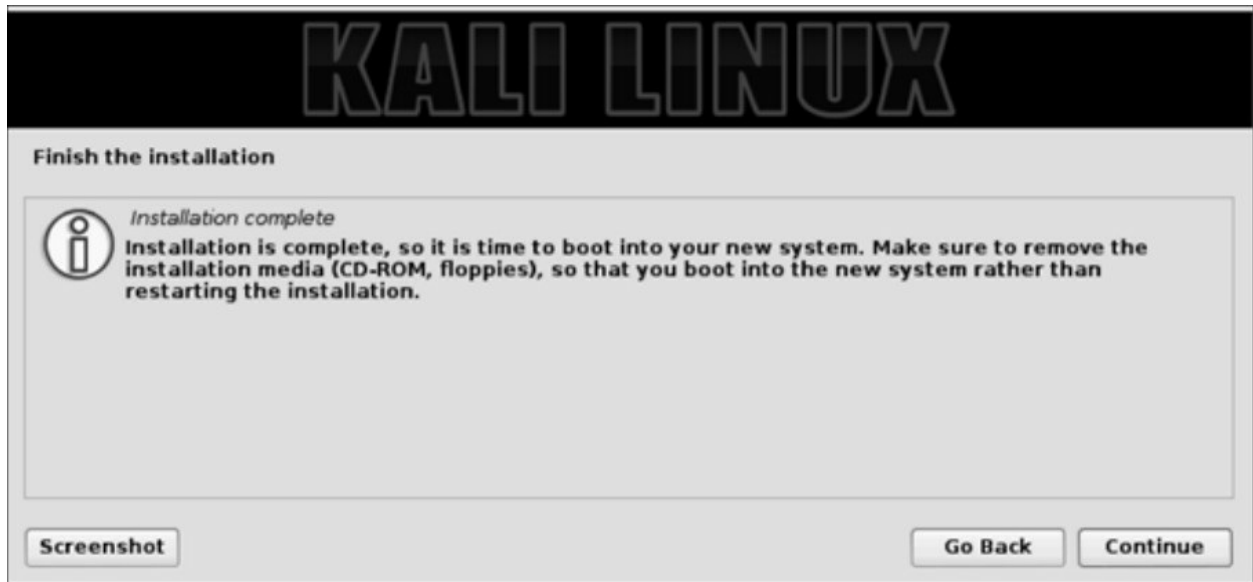 KALI LINUX
Finish the installation
Installation complete
Installation is complete, so it is time to boot into your new system. Make sure to remove the
installation media (CD-ROM, floppies), so that you boot into the new system rather than
restarting the installation.
Screenshot
Go Back
Continue